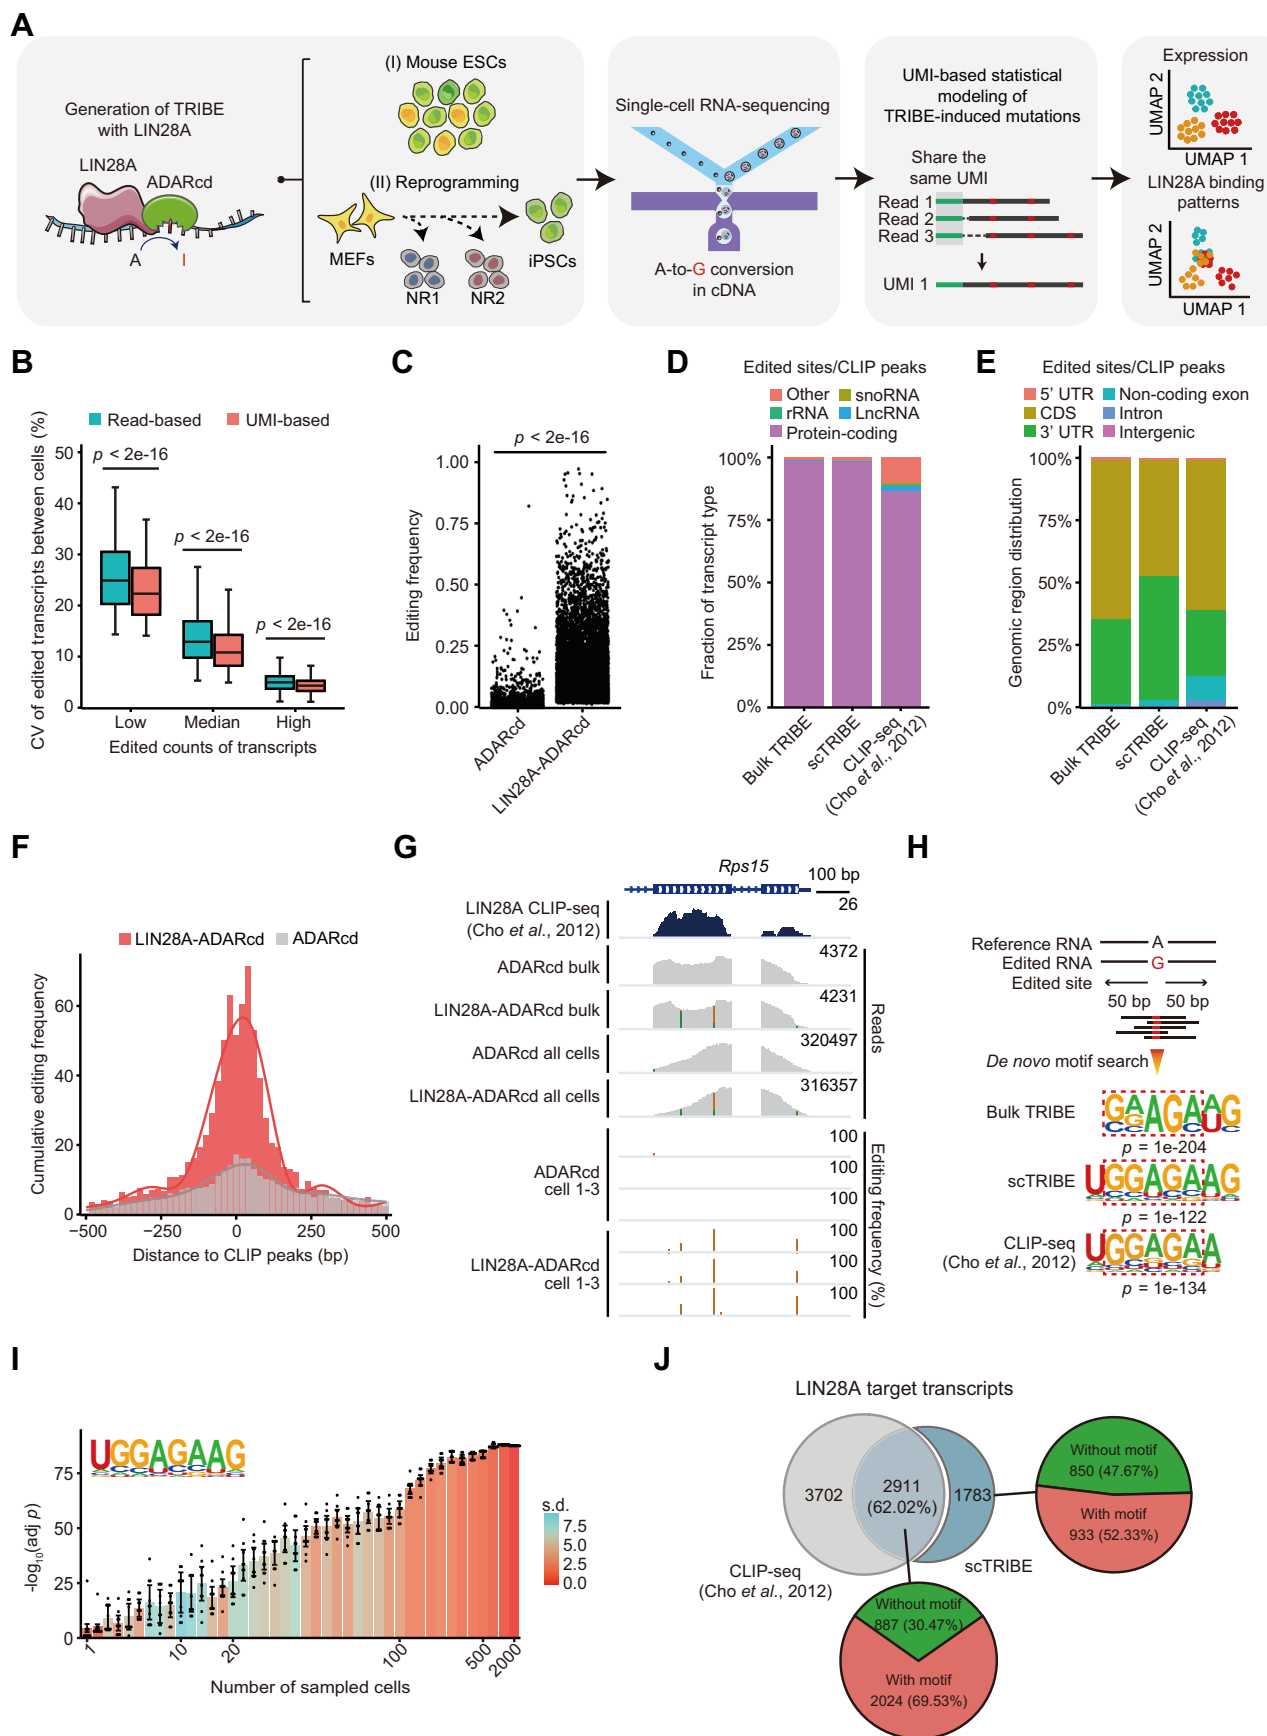 A
Generation of TRIBE
with LIN28A
LIN28A
ADARcd
A
I
(I) Mouse ESCs
(II) Reprogramming
MEFs
iPSCs
NR1
NR2
Single-cell RNA-sequencing
A-to-G conversion
in cDNA
UMI-based statistical
modeling of
TRIBE-induced mutations
Share the
same UMI
Read 1
Read 2
Read 3
UMI 1
Expression
UMAP 2
UMAP 1
LIN28A binding
patterns
UMAP 2
UMAP 1
B
Read-based
UMI-based
CV of edited transcripts between cells (%)
50
40
30
20
10
0
p < 2e-16
p < 2e-16
p < 2e-16
Low
Median
High
Edited counts of transcripts
C
p < 2e-16
Editing frequency
1.00
0.75
0.50
0.25
0.00
ADARcd
LIN28A-ADARcd
D
Edited sites/CLIP peaks
Other
snoRNA
rRNA
LncRNA
Protein-coding
Fraction of transcript type
100%
75%
50%
25%
0%
Bulk TRIBE
scTRIBE
CLIP-seq
(Cho et al., 2012)
E
Edited sites/CLIP peaks
5' UTR
Non-coding exon
CDS
Intron
3' UTR
Intergenic
Genomic region distribution
100%
75%
50%
25%
0%
Bulk TRIBE
scTRIBE
CLIP-seq
(Cho et al., 2012)
F
LIN28A-ADARcd
ADARcd
Cumulative editing frequency
60
40
20
0
−500
−250
0
250
500
Distance to CLIP peaks (bp)
G
Rps15
100 bp
LIN28A CLIP-seq
(Cho et al., 2012)
26
ADARcd bulk
4372
LIN28A-ADARcd bulk
4231
ADARcd all cells
320497
LIN28A-ADARcd all cells
316357
Reads
ADARcd
cell 1-3
100
100
100
LIN28A-ADARcd
cell 1-3
100
100
100
Editing frequency (%)
H
Reference RNA
A
Edited RNA
G
Edited site
50 bp
50 bp
De novo motif search
Bulk TRIBE
p = 1e-204
scTRIBE
UGGAGAAG
p = 1e-122
CLIP-seq
(Cho et al., 2012)
UGGAGAA
p = 1e-134
I
UGGAGAAG
-log10(adj p)
75
50
25
0
s.d.
7.5
5.0
2.5
0.0
1
10
20
100
500
2000
Number of sampled cells
J
LIN28A target transcripts
3702
2911
(62.02%)
1783
CLIP-seq
(Cho et al., 2012)
scTRIBE
Without motif
850 (47.67%)
With motif
933 (52.33%)
Without motif
887 (30.47%)
With motif
2024 (69.53%)